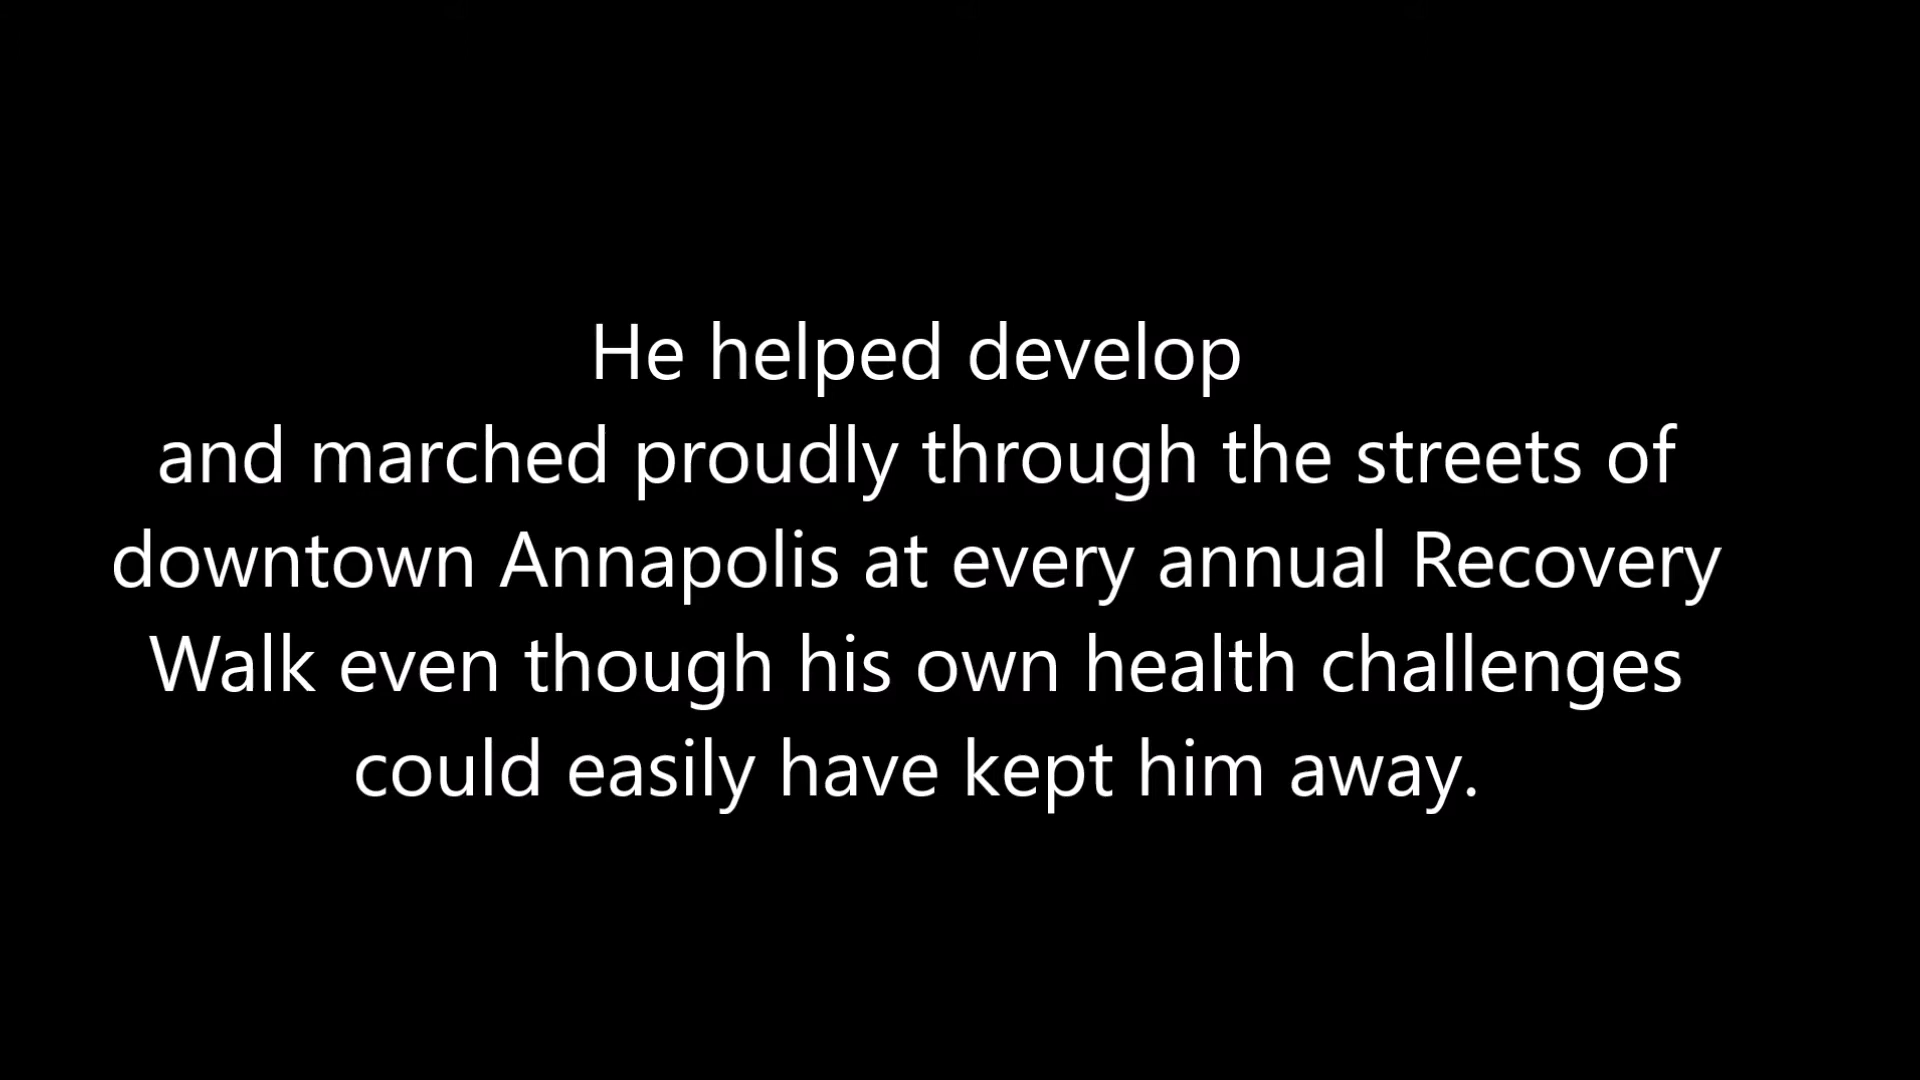 He helped develop
and marched proudly through the streets of
downtown Annapolis at every annual Recovery
Walk even though his own health challenges
could easily have kept him away.